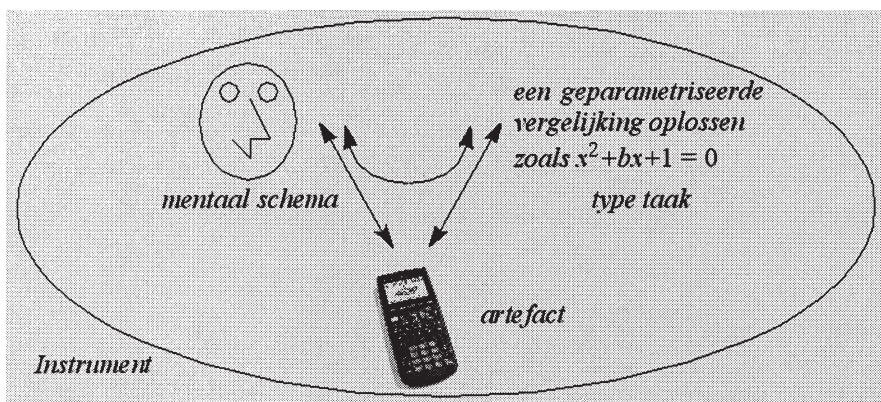 een geparametriseerde
vergelijking oplossen
zoals x²+bx+1 = 0
mentaal schema
type taak
artefact
Instrument